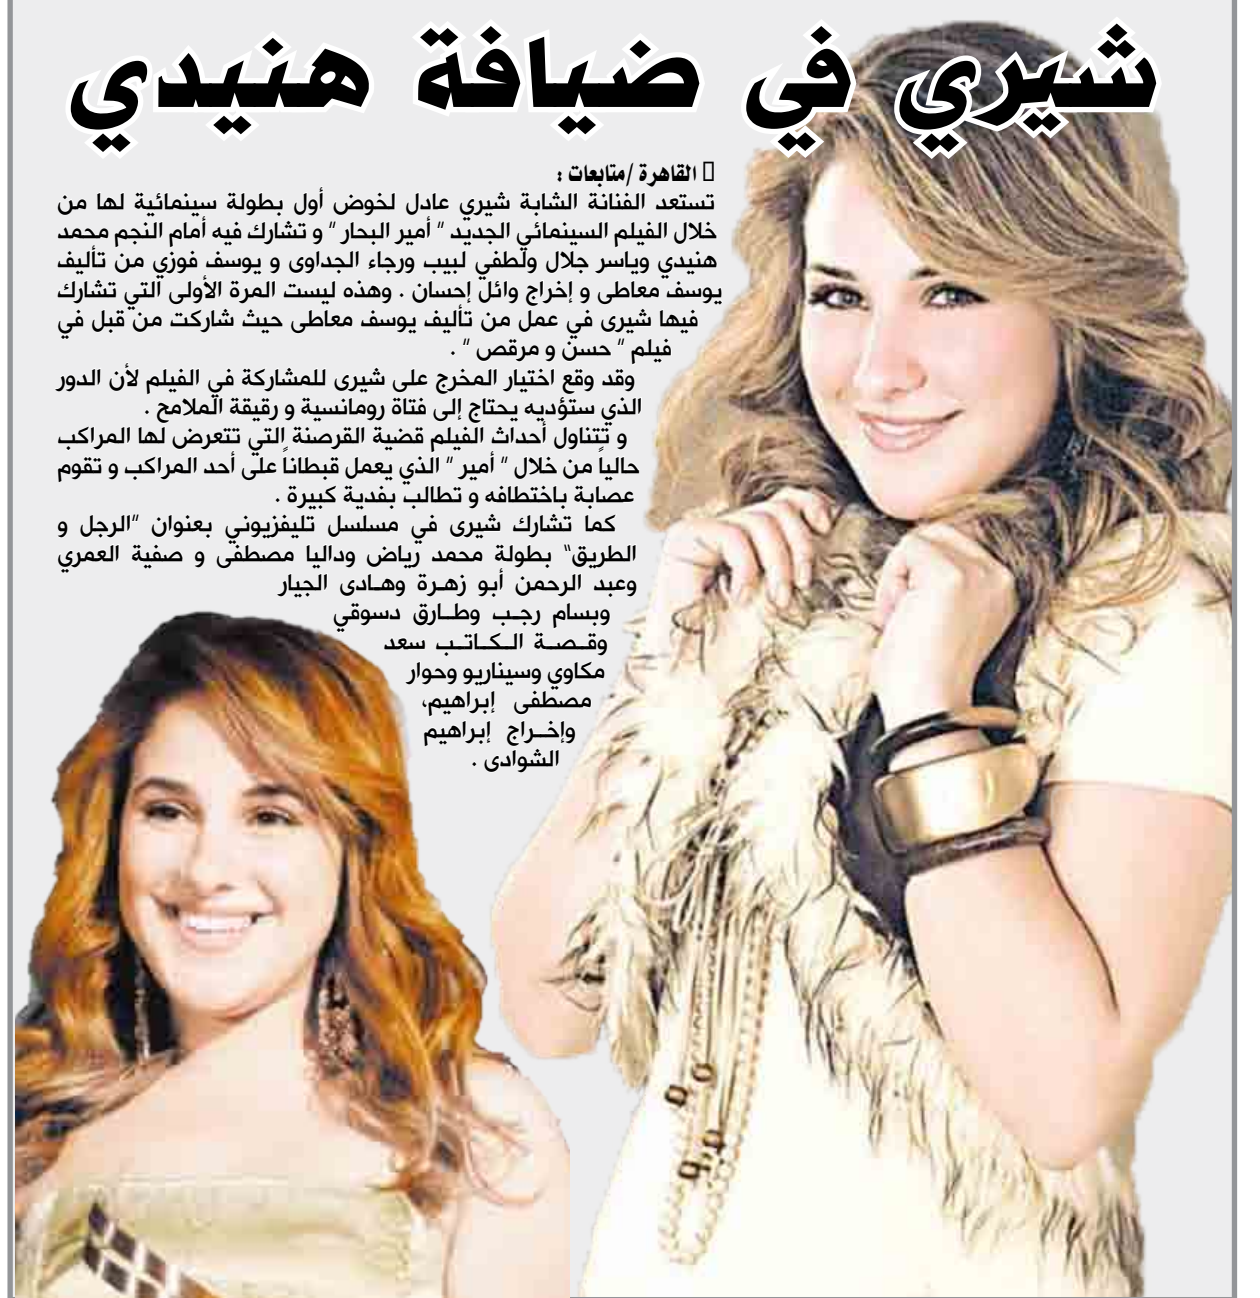 شيري في ضيافة هنيدي
القاهرة /متابعات :
تستعد الفنانة الشابة شيري عادل لخوض أول بطولة سينمائية لها من
خلال الفيلم السينمائي الجديد " أمير البحار " و تشارك فيه أمام النجم محمد
هنيدي وياسر جلال ولطفي لبيب ورجاء الجداوى و يوسف فوزي من تأليف
يوسف معاطى و إخراج وائل إحسان . وهذه ليست المرة الأولى التي تشارك
فيها شيرى في عمل من تأليف يوسف معاطى حيث شاركت من قبل في
فيلم " حسن و مرقص " .
وقد وقع اختيار المخرج على شيرى للمشاركة في الفيلم لأن الدور
الذي ستؤديه يحتاج إلى فتاة رومانسية و رقيقة الملامح .
و تتناول أحداث الفيلم قضية القرصنة التي تتعرض لها المراكب
حالياً من خلال " أمير " الذي يعمل قبطاناً على أحد المراكب و تقوم
عصابة باختطافه و تطالب بفدية كبيرة .
كما تشارك شيرى في مسلسل تليفزيوني بعنوان "الرجل و
الطريق" بطولة محمد رياض وداليا مصطفى و صفية العمري
وعبد الرحمن أبو زهرة وهادى الجيار
وبسام رجب وطارق دسوقي
وقصة الكاتب سعد
مكاوي وسيناريو وحوار
مصطفى إبراهيم،
وإخراج إبراهيم
الشوادى .